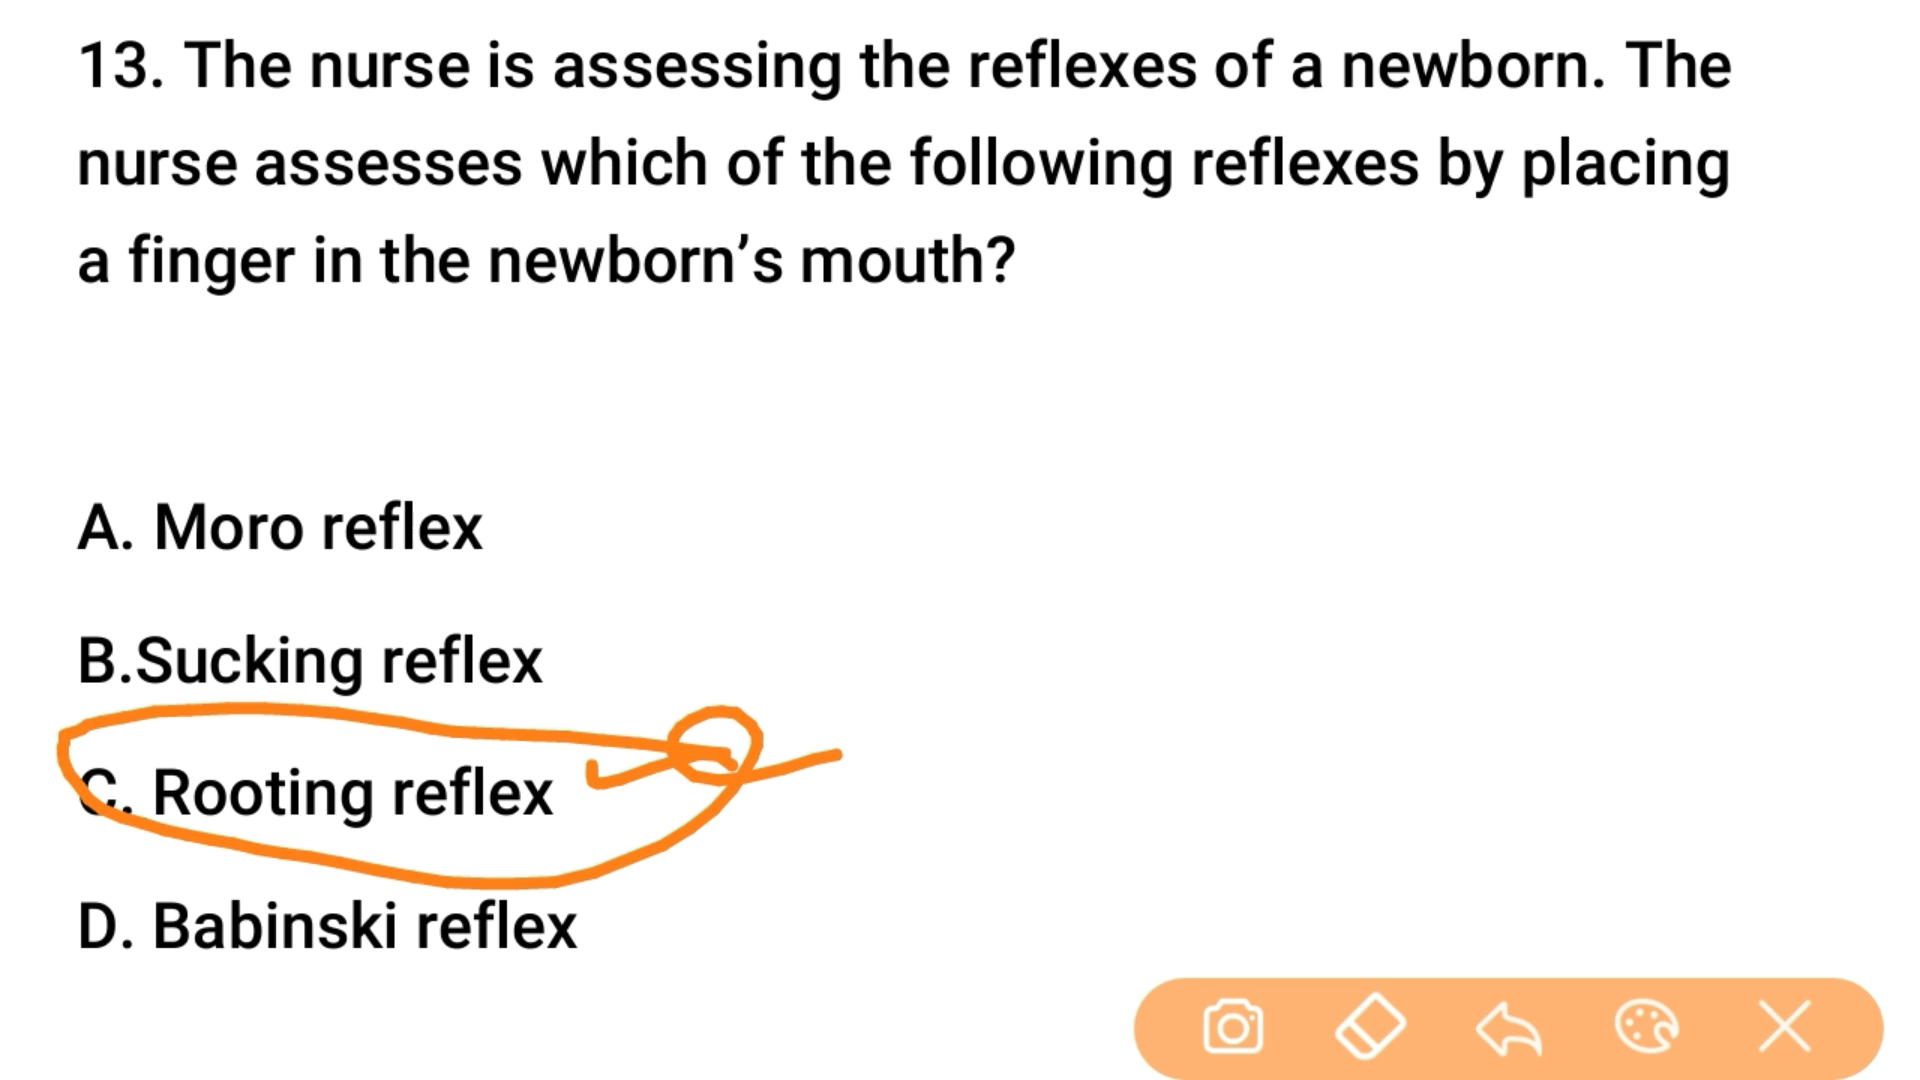 13. The nurse is assessing the reflexes of a newborn. The
nurse assesses which of the following reflexes by placing
a finger in the newborn’s mouth?
A. Moro reflex
B.Sucking reflex
C. Rooting reflex
D. Babinski reflex